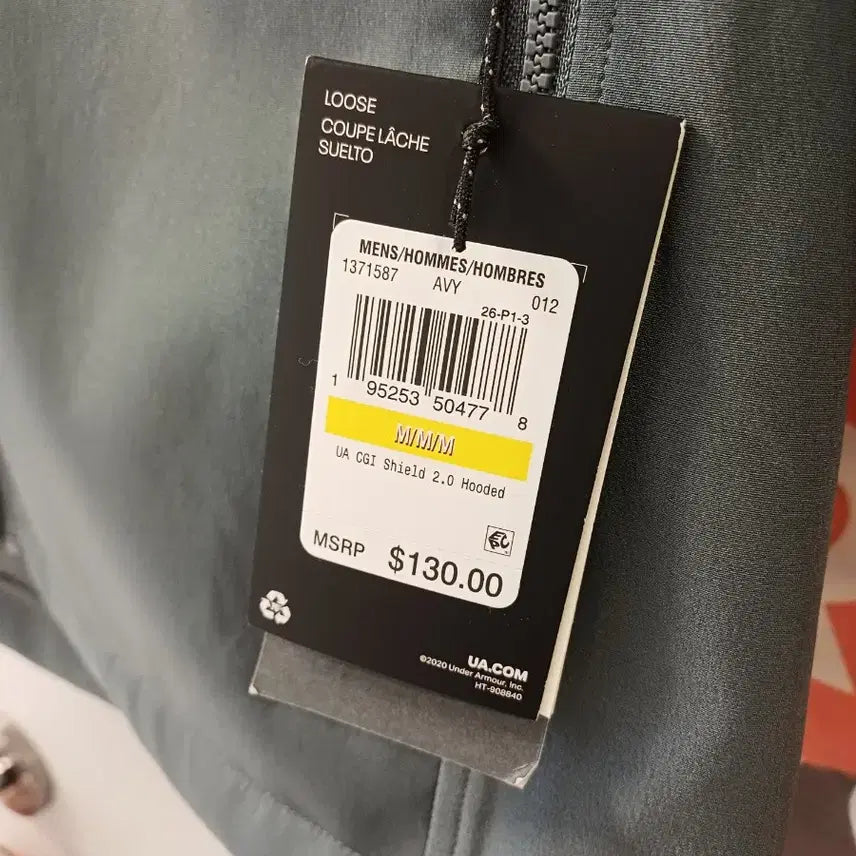 LOOSE
COUPE LÂCHE
SUELTO
MENS/HOMMES/HOMBRES
1371587 AVY 012
26-P1-3
1 95253 50477 8
M/M/M
UA CGI Shield 2.0 Hooded
MSRP $130.00
UA.COM
©2020 Under Armour, Inc.
HT-908840